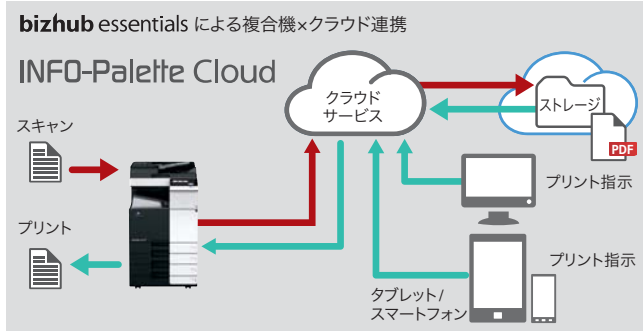 bizhub essentials による複合機×クラウド連携
INFO-Palette Cloud
クラウド
サービス
ストレージ
PDF
スキャン
プリント指示
プリント
プリント指示
タブレット/
スマートフォン